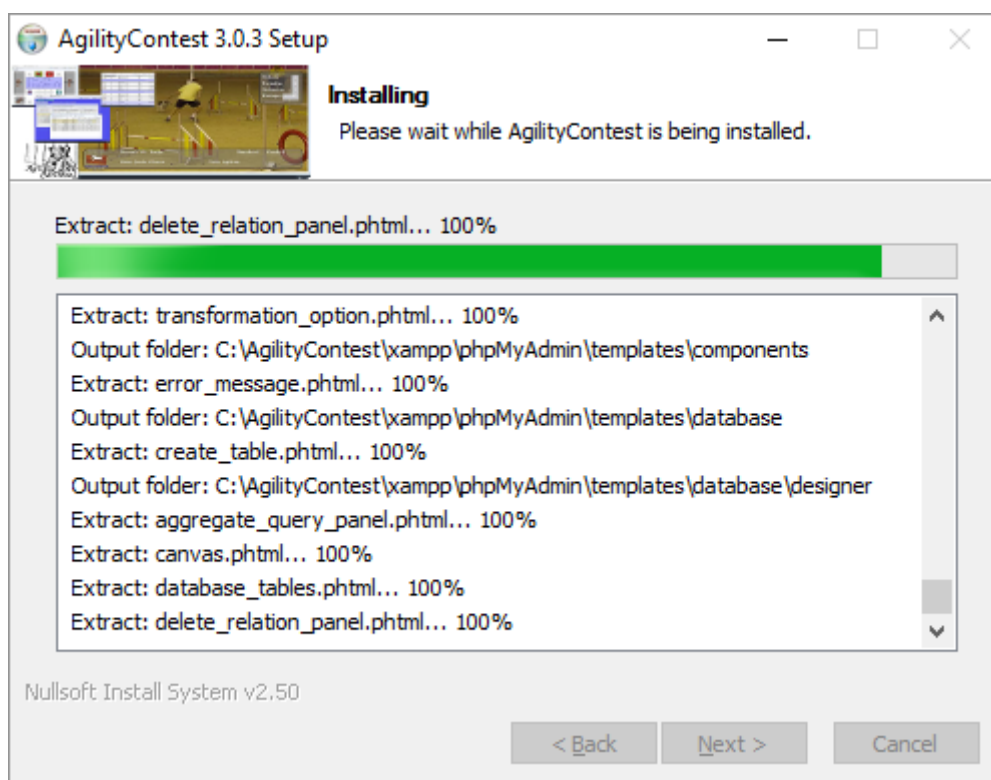 AgilityContest 3.0.3 Setup
Installing
Please wait while AgilityContest is being installed.
Extract: delete_relation_panel.phtml... 100%
Extract: transformation_option.phtml... 100%
Output folder: C:\AgilityContest\xampp\phpMyAdmin\templates\components
Extract: error_message.phtml... 100%
Output folder: C:\AgilityContest\xampp\phpMyAdmin\templates\database
Extract: create_table.phtml... 100%
Output folder: C:\AgilityContest\xampp\phpMyAdmin\templates\database\designer
Extract: aggregate_query_panel.phtml... 100%
Extract: canvas.phtml... 100%
Extract: database_tables.phtml... 100%
Extract: delete_relation_panel.phtml... 100%
Nullsoft Install System v2.50
< Back
Next >
Cancel